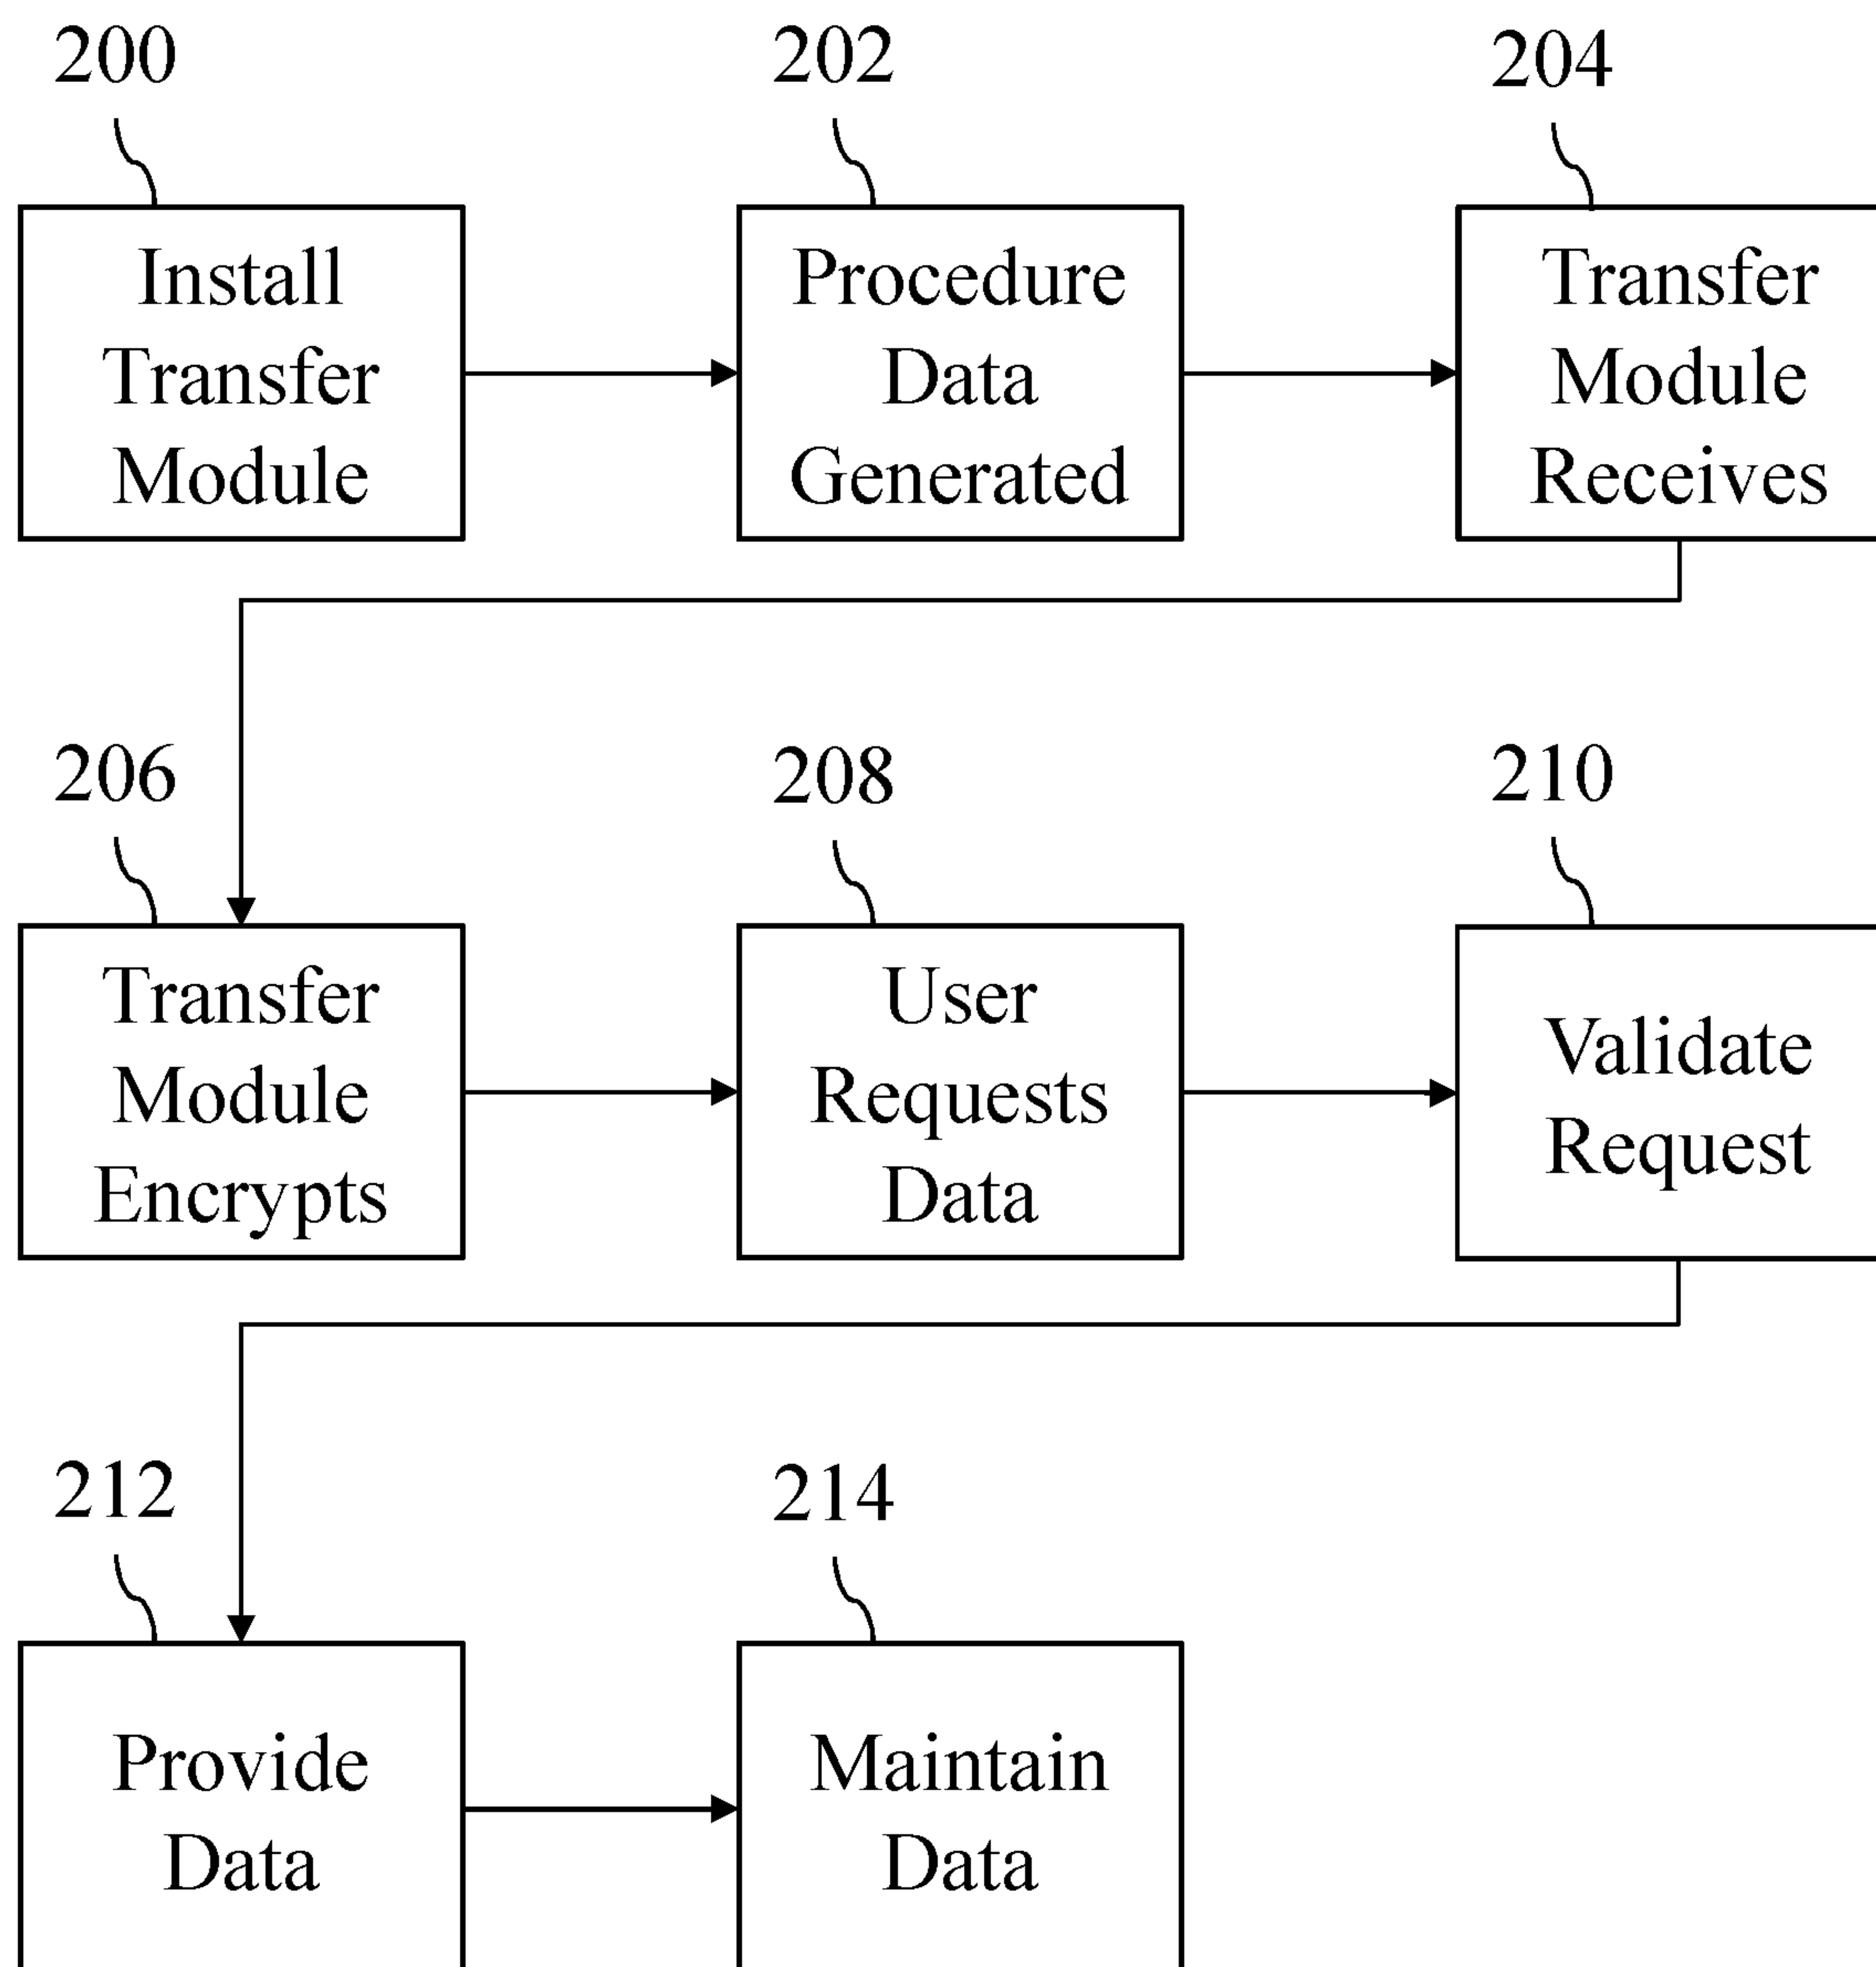 200
202
204
Install
Transfer
Module
Procedure
Data
Generated
Transfer
Module
Receives
206
208
210
Transfer
Module
Encrypts
User
Requests
Data
Validate
Request
212
214
Provide
Data
Maintain
Data